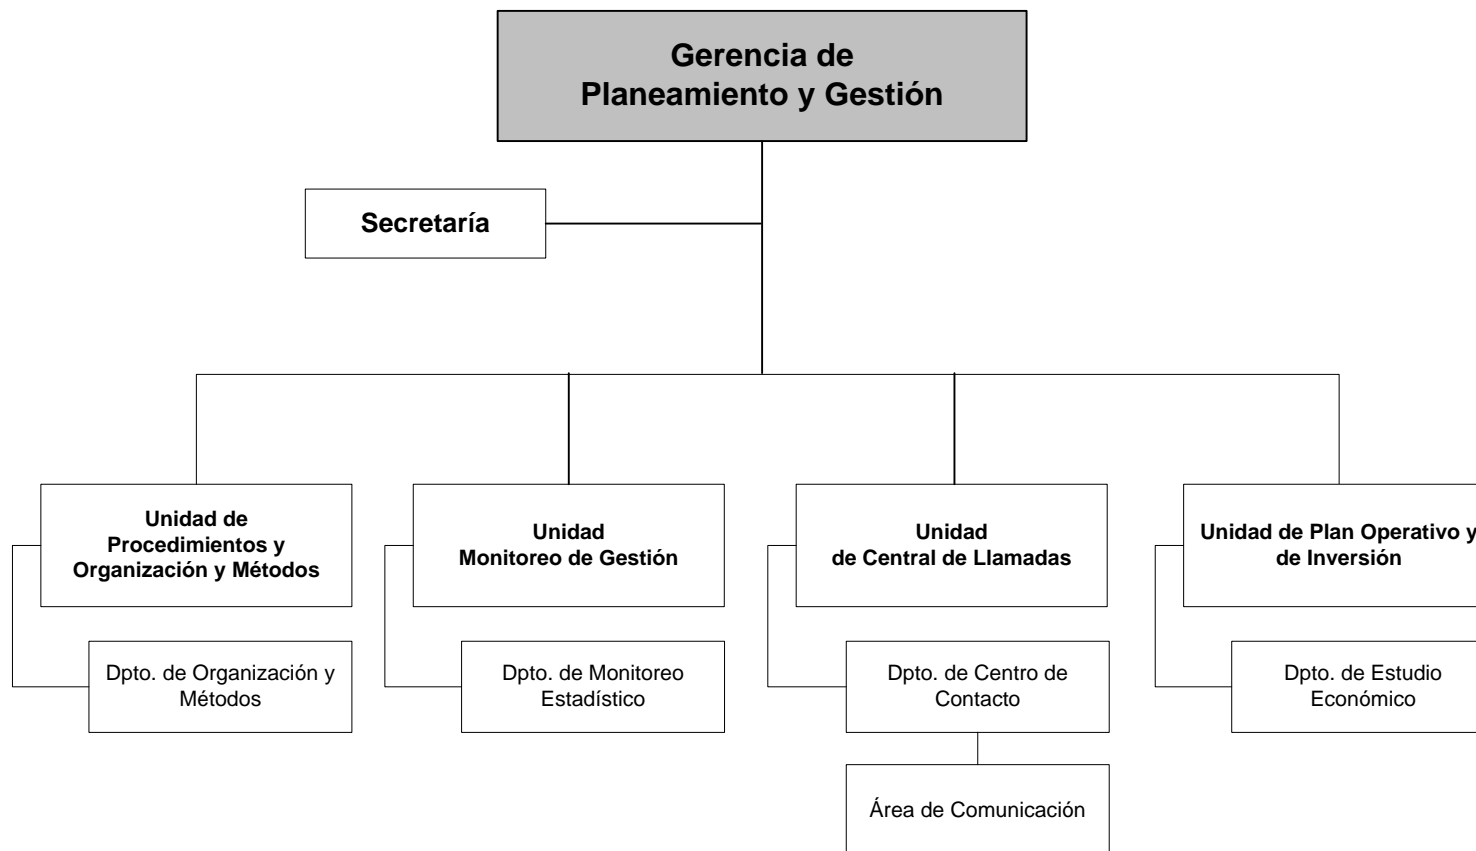 Gerencia de
Planeamiento y Gestión
Secretaría
Unidad de
Procedimientos y
Organización y Métodos
Unidad
Monitoreo de Gestión
Unidad
de Central de Llamadas
Unidad de Plan Operativo y
de Inversión
Dpto. de Organización y
Métodos
Dpto. de Monitoreo
Estadístico
Dpto. de Centro de
Contacto
Dpto. de Estudio
Económico
Área de Comunicación